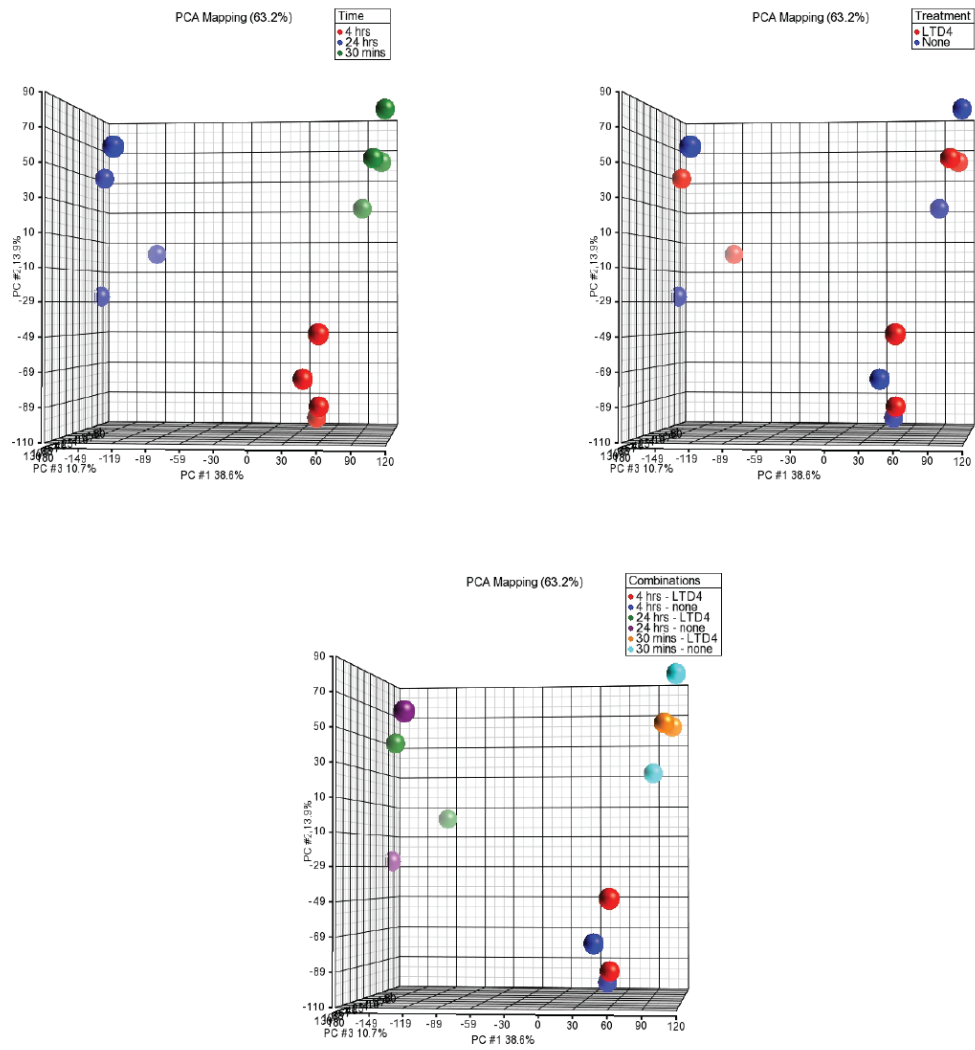 PCA Mapping (63.2%)
Time
4 hrs
24 hrs
30 mins
90
70
50
30
10
-10
-29
-49
-69
-89
-110
PC #2, 13.9%
-180 -149 -119 -89 -59 -30 0 30 60 90 120
PC #3 10.7%
PC #1 38.6%
PCA Mapping (63.2%)
Treatment
LTD4
None
90
70
50
30
10
-10
-29
-49
-69
-89
-110
PC #2, 13.9%
-180 -149 -119 -89 -59 -30 0 30 60 90 120
PC #3 10.7%
PC #1 38.6%
PCA Mapping (63.2%)
Combinations
4 hrs - LTD4
4 hrs - none
24 hrs - LTD4
24 hrs - none
30 mins - LTD4
30 mins - none
90
70
50
30
10
-10
-29
-49
-69
-89
-110
PC #2, 13.9%
-180 -149 -119 -89 -59 -30 0 30 60 90 120
PC #3 10.7%
PC #1 38.6%